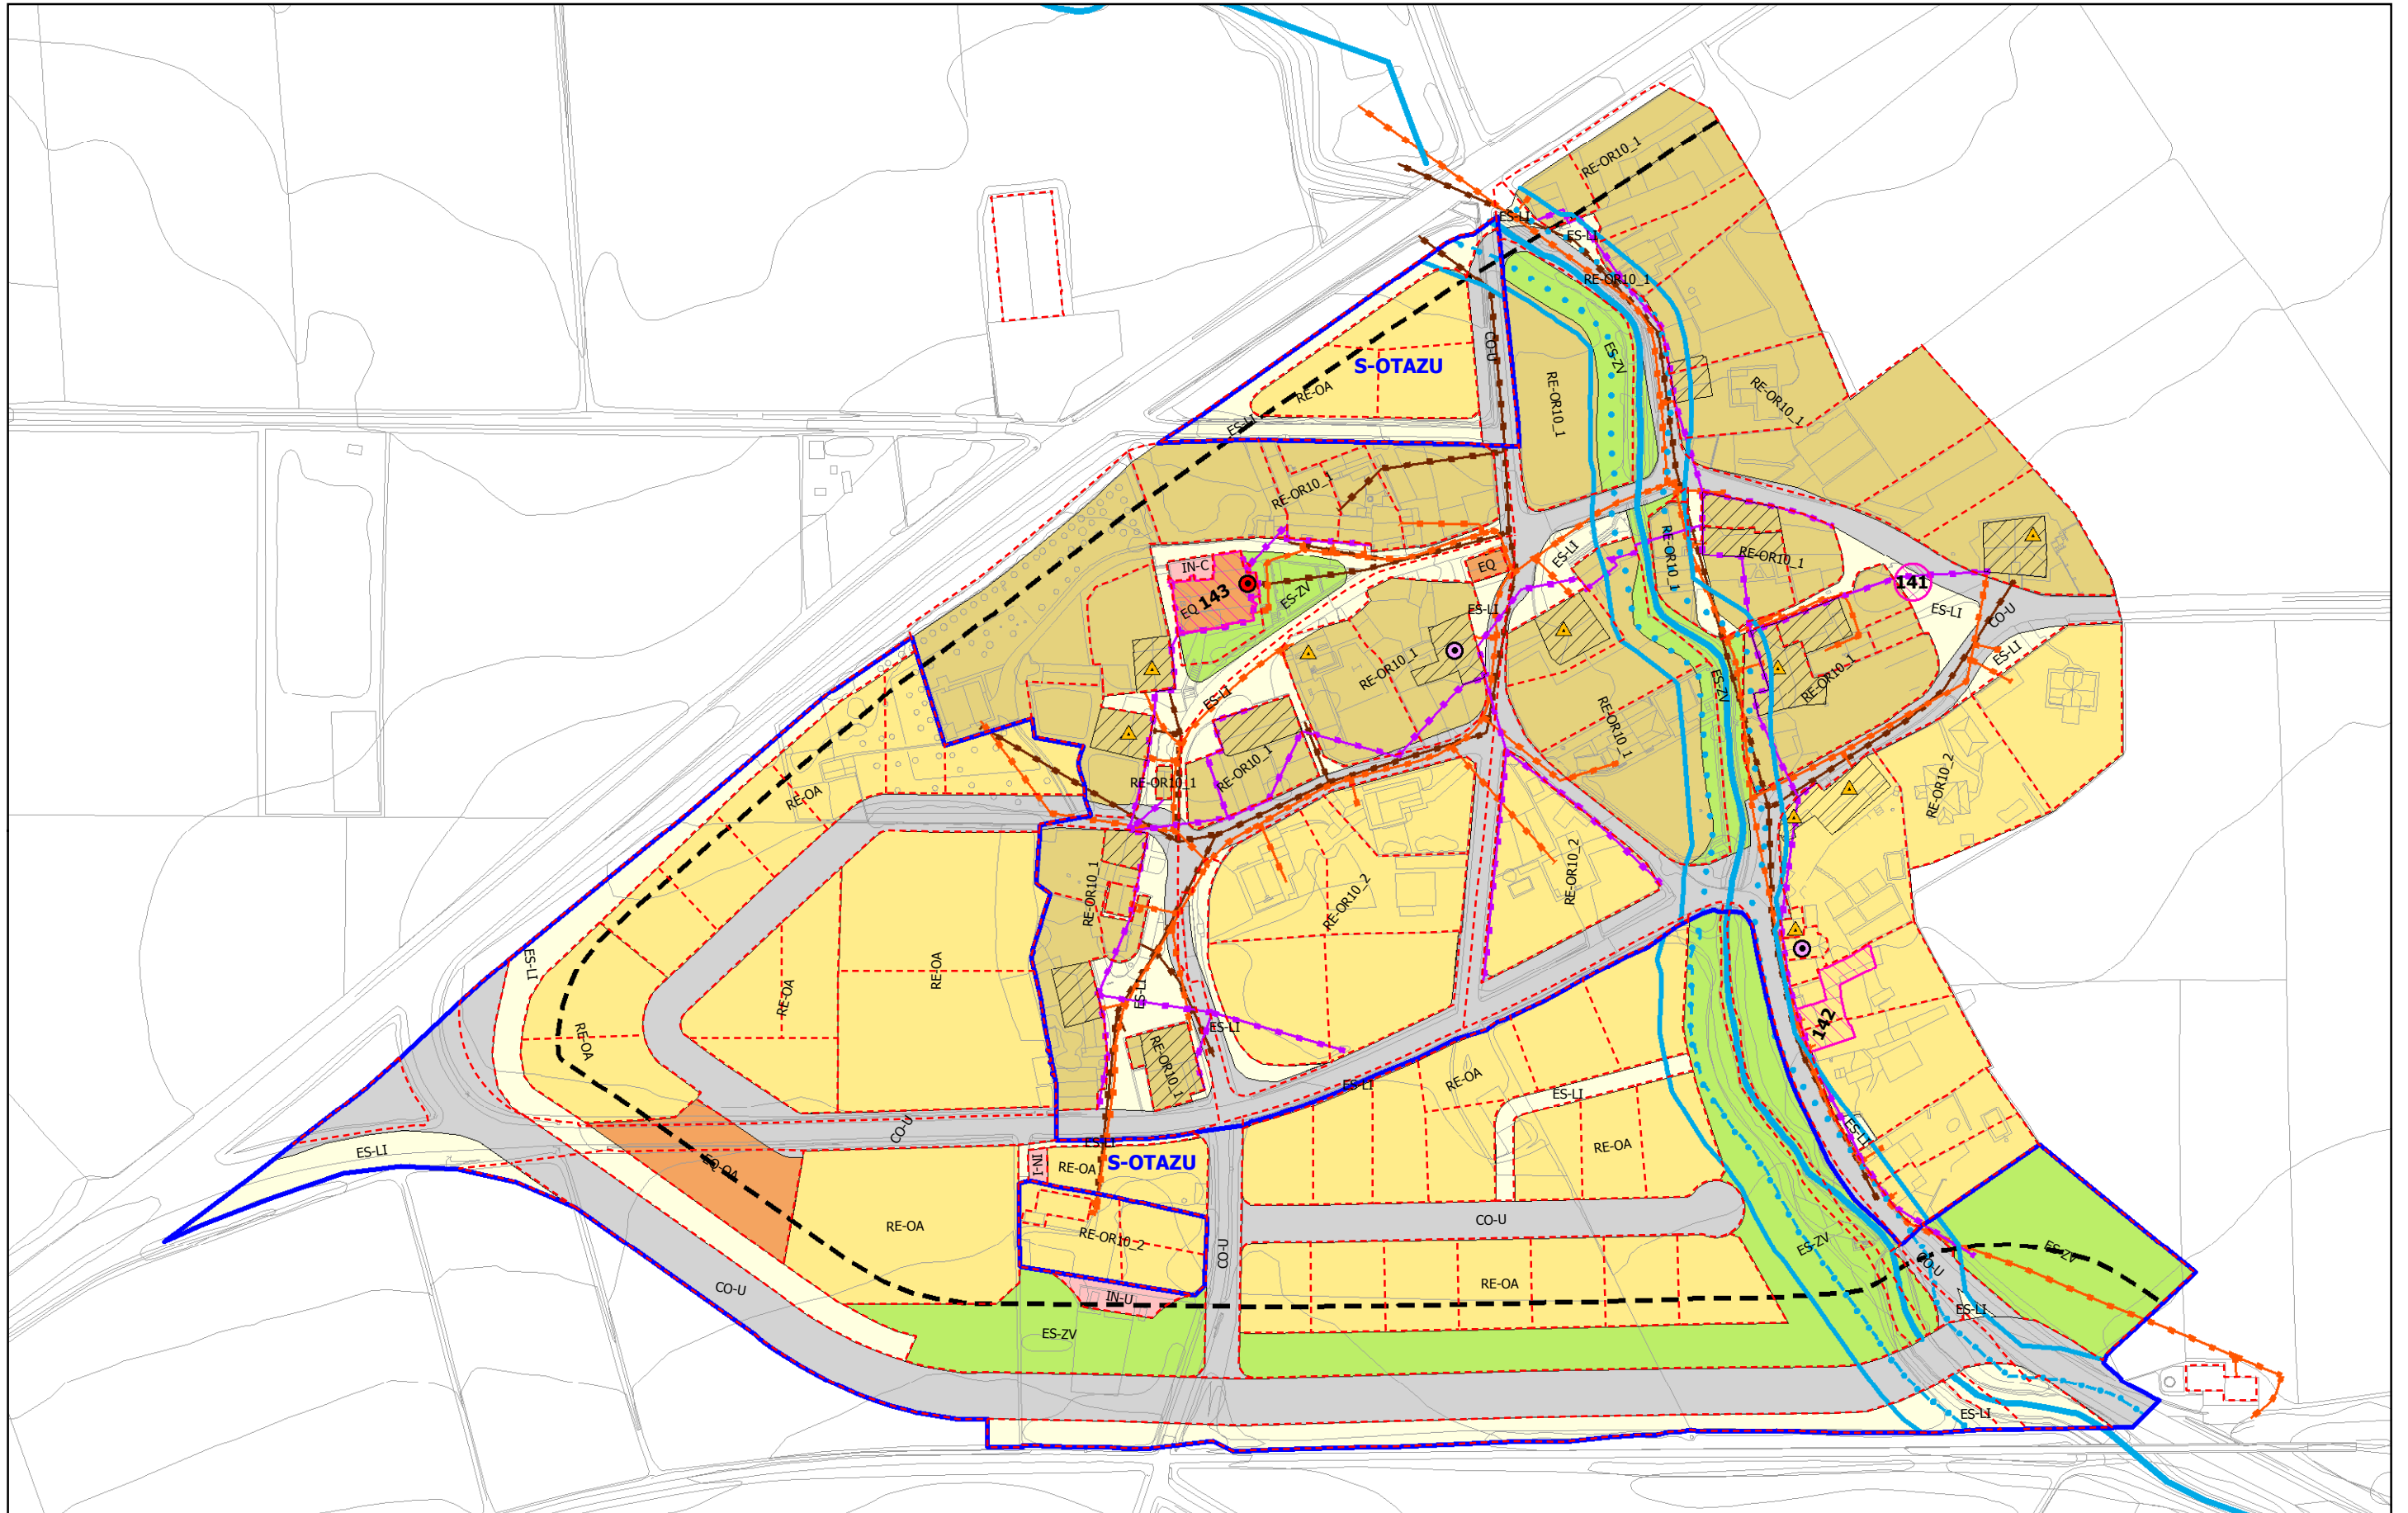 RE-OR10_1
ES-LI
ES-LI
RE-OR10_1
CO-U
ES-ZV
S-OTAZU
RE-OA
RE-OR10_1
RE-OR10_1
ES-LI
RE-OR10_1
RE-OR10_1
ES-LI
RE-OR10_1
IN-C
EQ
EQ 143
ES-ZV
141
ES-LI
ES-LI
CO-U
RE-OR10_1
ES-LI
RE-OR10_1
ES-ZV
ES-LI
RE-OR10_1
RE-OR10_1
RE-OR10_1
RE-OA
RE-OR10_2
RE-OR10_2
RE-OR10_1
RE-OR10_2
ES-LI
RE-OA
RE-OA
ES-LI
ES-LI
142
RE-OA
RE-OR10_1
ES-LI
RE-OA
ES-LI
CO-U
ES-LI
ES-LI
RE-OA
ES-LI
EQ-OA
IN-I
RE-OA
S-OTAZU
RE-OA
RE-OR10_2
CO-U
CO-U
ES-ZV
ES-ZV
CO-U
CO-U
RE-OA
IN-U
ES-LI
ES-ZV
ES-LI